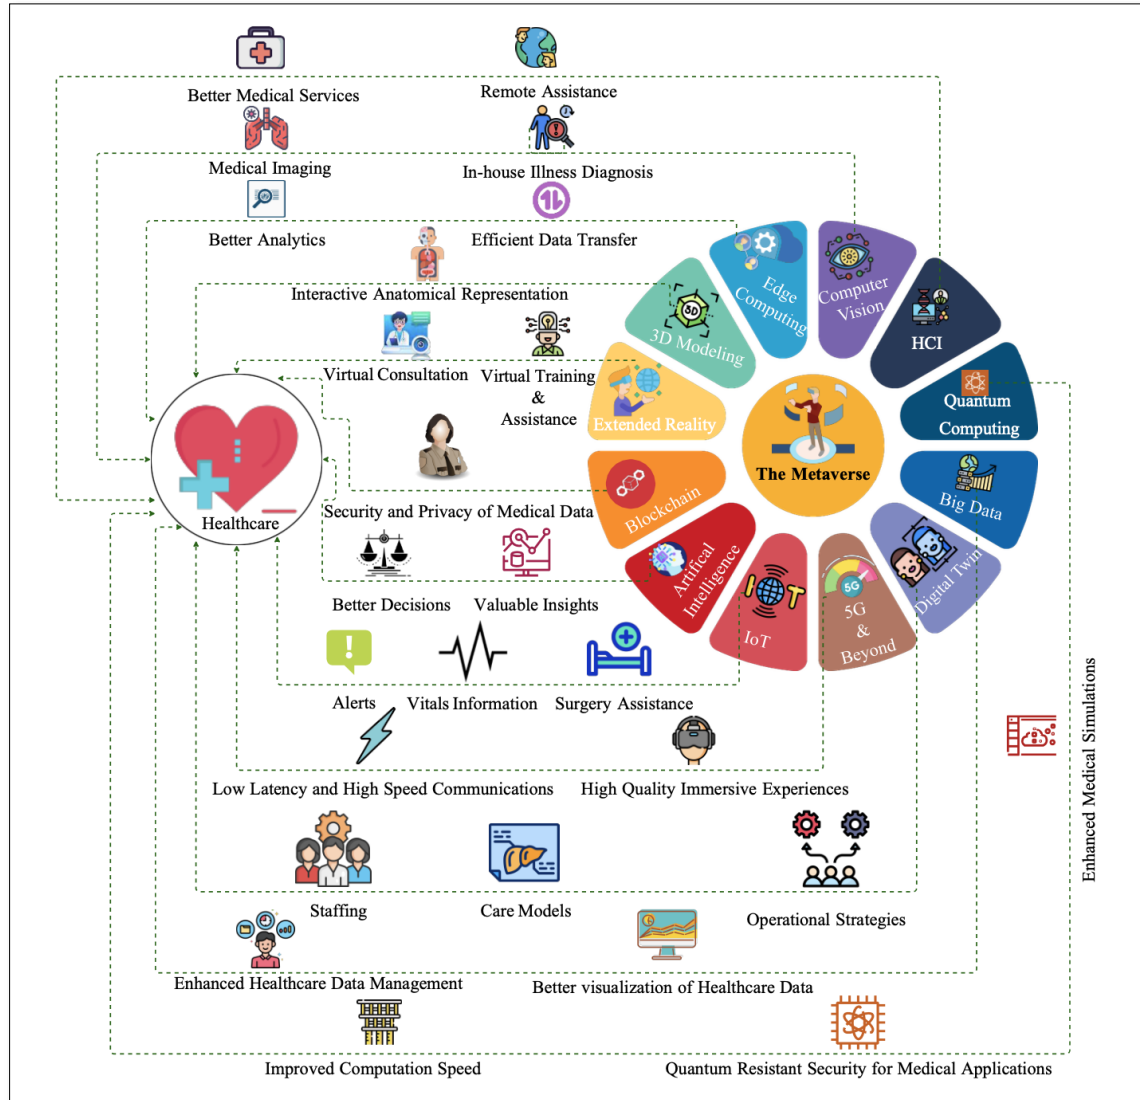 Better Medical Services
Remote Assistance
Medical Imaging
In-house Illness Diagnosis
Better Analytics
Efficient Data Transfer
Interactive Anatomical Representation
Virtual Consultation
Virtual Training
&
Assistance
Security and Privacy of Medical Data
Better Decisions
Valuable Insights
Alerts
Vitals Information
Surgery Assistance
Low Latency and High Speed Communications
High Quality Immersive Experiences
Staffing
Care Models
Operational Strategies
Enhanced Healthcare Data Management
Better visualization of Healthcare Data
Improved Computation Speed
Quantum Resistant Security for Medical Applications
Enhanced Medical Simulations
Healthcare
The Metaverse
Edge
Computing
Computer
Vision
HCI
Quantum
Computing
Big Data
Digital Twin
5G
5G
&
Beyond
IOT
IoT
Artifical
Intelligence
Blockchain
Extended Reality
3D
3D Modeling